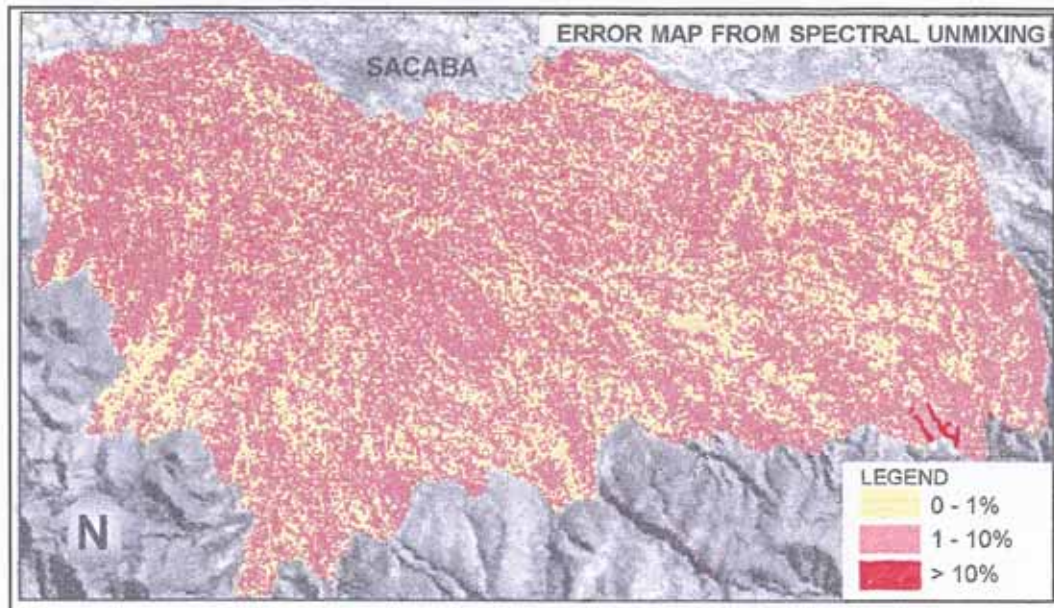 ERROR MAP FROM SPECTRAL UNMIXING
SACABA
N
LEGEND
0 - 1%
1 - 10%
> 10%